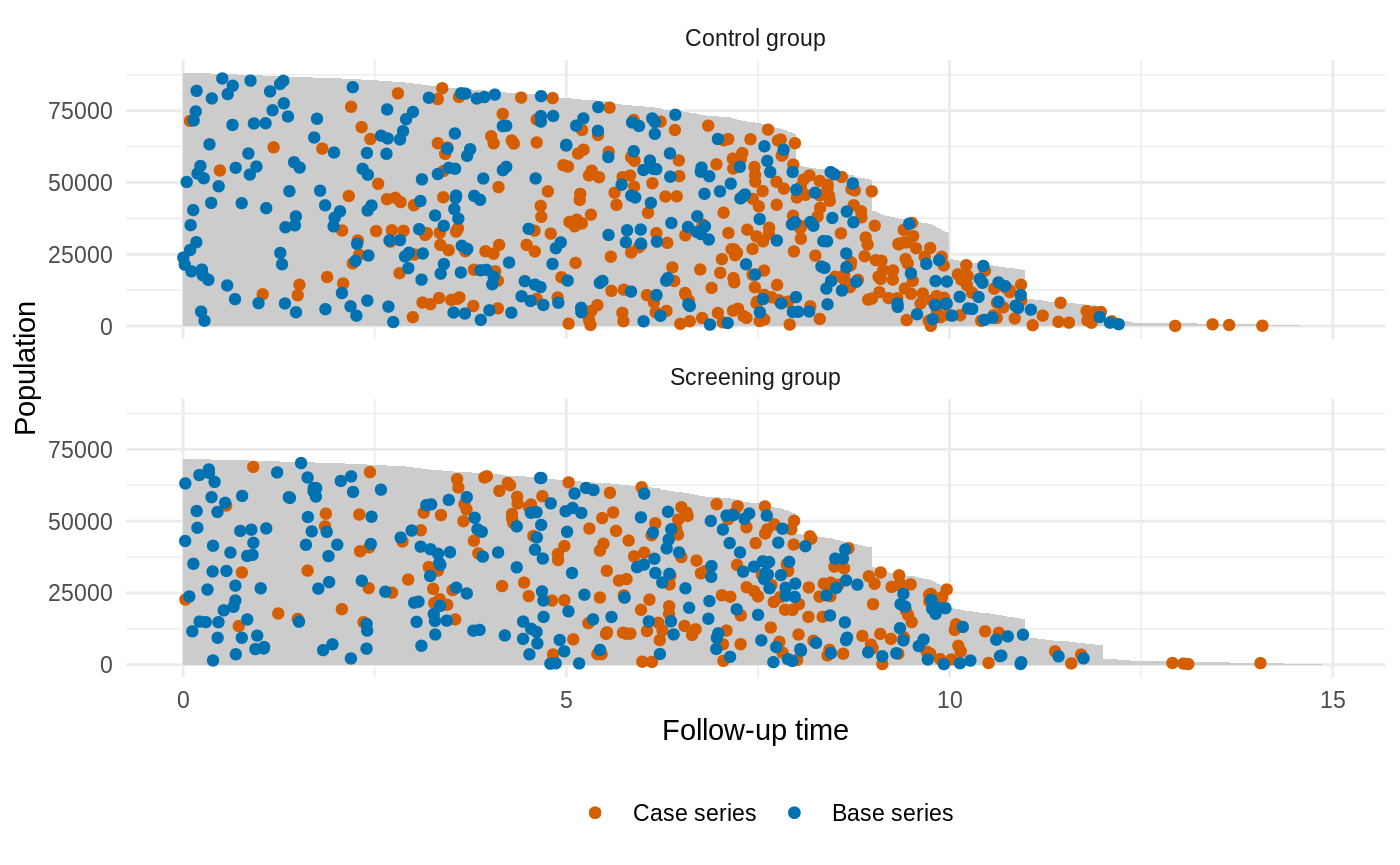 Control group
75000
50000
25000
0
Population
Screening group
75000
50000
25000
0
0 5 10 15
Follow-up time
Case series Base series